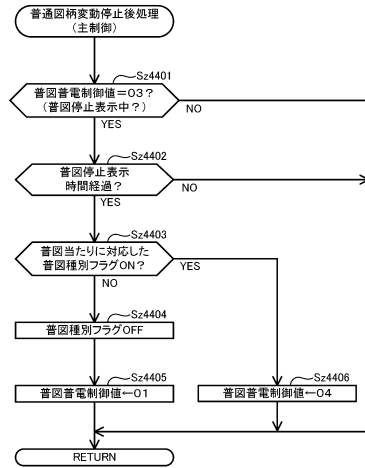 普通図柄変動停止後処理
(主制御)
Sz4401
普図普電制御値=03?
(普図停止表示中?)
NO
YES
Sz4402
普図停止表示
時間経過?
NO
YES
Sz4403
普図当たりに対応した
普図種別フラグON?
YES
NO
Sz4404
普図種別フラグOFF
Sz4405
普図普電制御値←01
Sz4406
普図普電制御値←04
RETURN